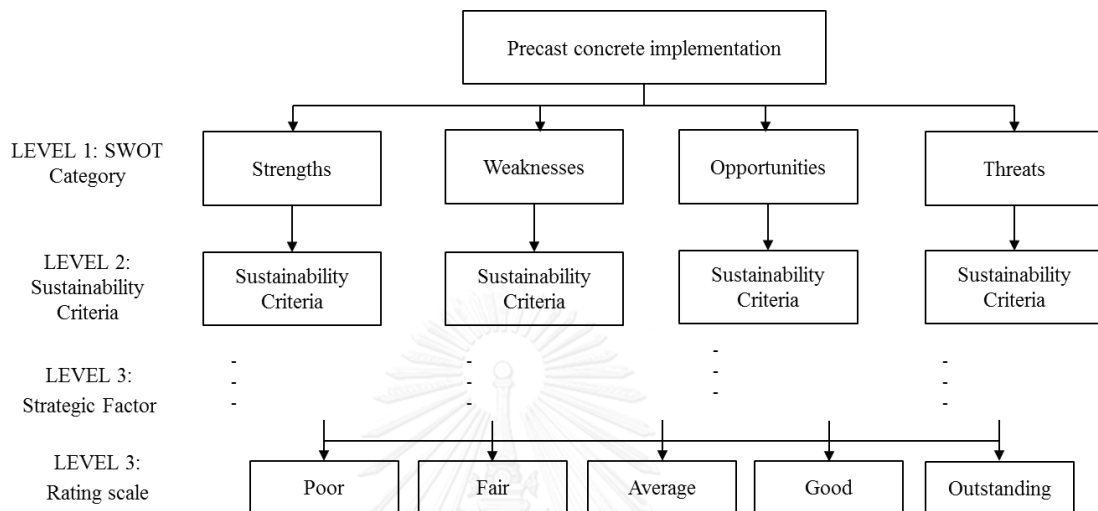 Precast concrete implementation
LEVEL 1: SWOT
Category
Strengths
Weaknesses
Opportunities
Threats
LEVEL 2:
Sustainability
Criteria
Sustainability
Criteria
Sustainability
Criteria
Sustainability
Criteria
Sustainability
Criteria
LEVEL 3:
Strategic Factor
-
-
-
-
-
-
-
-
-
-
-
-
LEVEL 3:
Rating scale
Poor
Fair
Average
Good
Outstanding